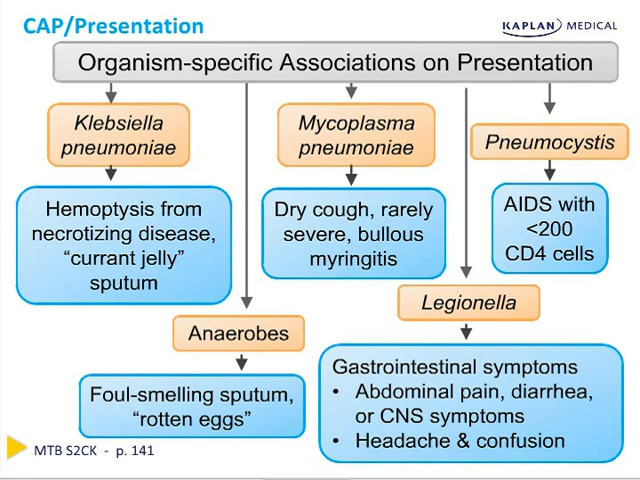 CAP/Presentation
KAPLAN MEDICAL
Organism-specific Associations on Presentation
Klebsiella
pneumoniae
Hemoptysis from
necrotizing disease,
“currant jelly”
sputum
Anaerobes
Foul-smelling sputum,
“rotten eggs”
Mycoplasma
pneumoniae
Dry cough, rarely
severe, bullous
myringitis
Legionella
Gastrointestinal symptoms
• Abdominal pain, diarrhea,
or CNS symptoms
• Headache & confusion
Pneumocystis
AIDS with
<200
CD4 cells
MTB S2CK - p. 141